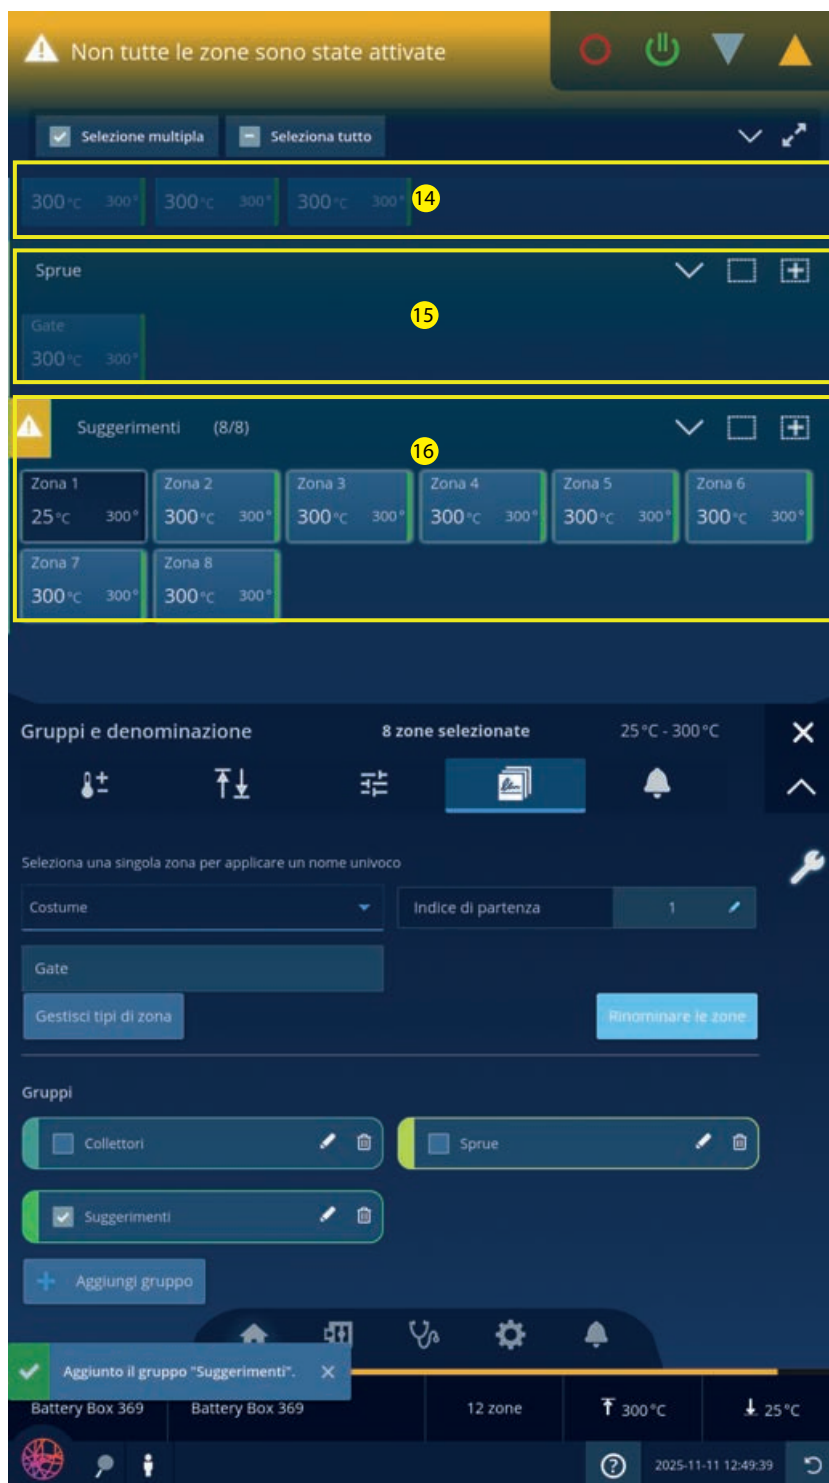 Non tutte le zone sono state attivate
Selezione multipla Seleziona tutto
300 °C 300° 300 °C 300° 300 °C 300° 14
Sprue
15
Gate
300 °C 300°
Suggerimenti (8/8)
16
Zona 1 Zona 2 Zona 3 Zona 4 Zona 5 Zona 6
25 °C 300° 300 °C 300° 300 °C 300° 300 °C 300° 300 °C 300° 300 °C 300°
Zona 7 Zona 8
300 °C 300° 300 °C 300°
Gruppi e denominazione 8 zone selezionate 25 °C - 300 °C
Seleziona una singola zona per applicare un nome univoco
Costume Indice di partenza 1
Gate
Gestisci tipi di zona Rinominare le zone
Gruppi
Collettori Sprue
Suggerimenti
Aggiungi gruppo
Aggiunto il gruppo "Suggerimenti".
Battery Box 369 Battery Box 369 12 zone 300 °C 25 °C
2025-11-11 12:49:39